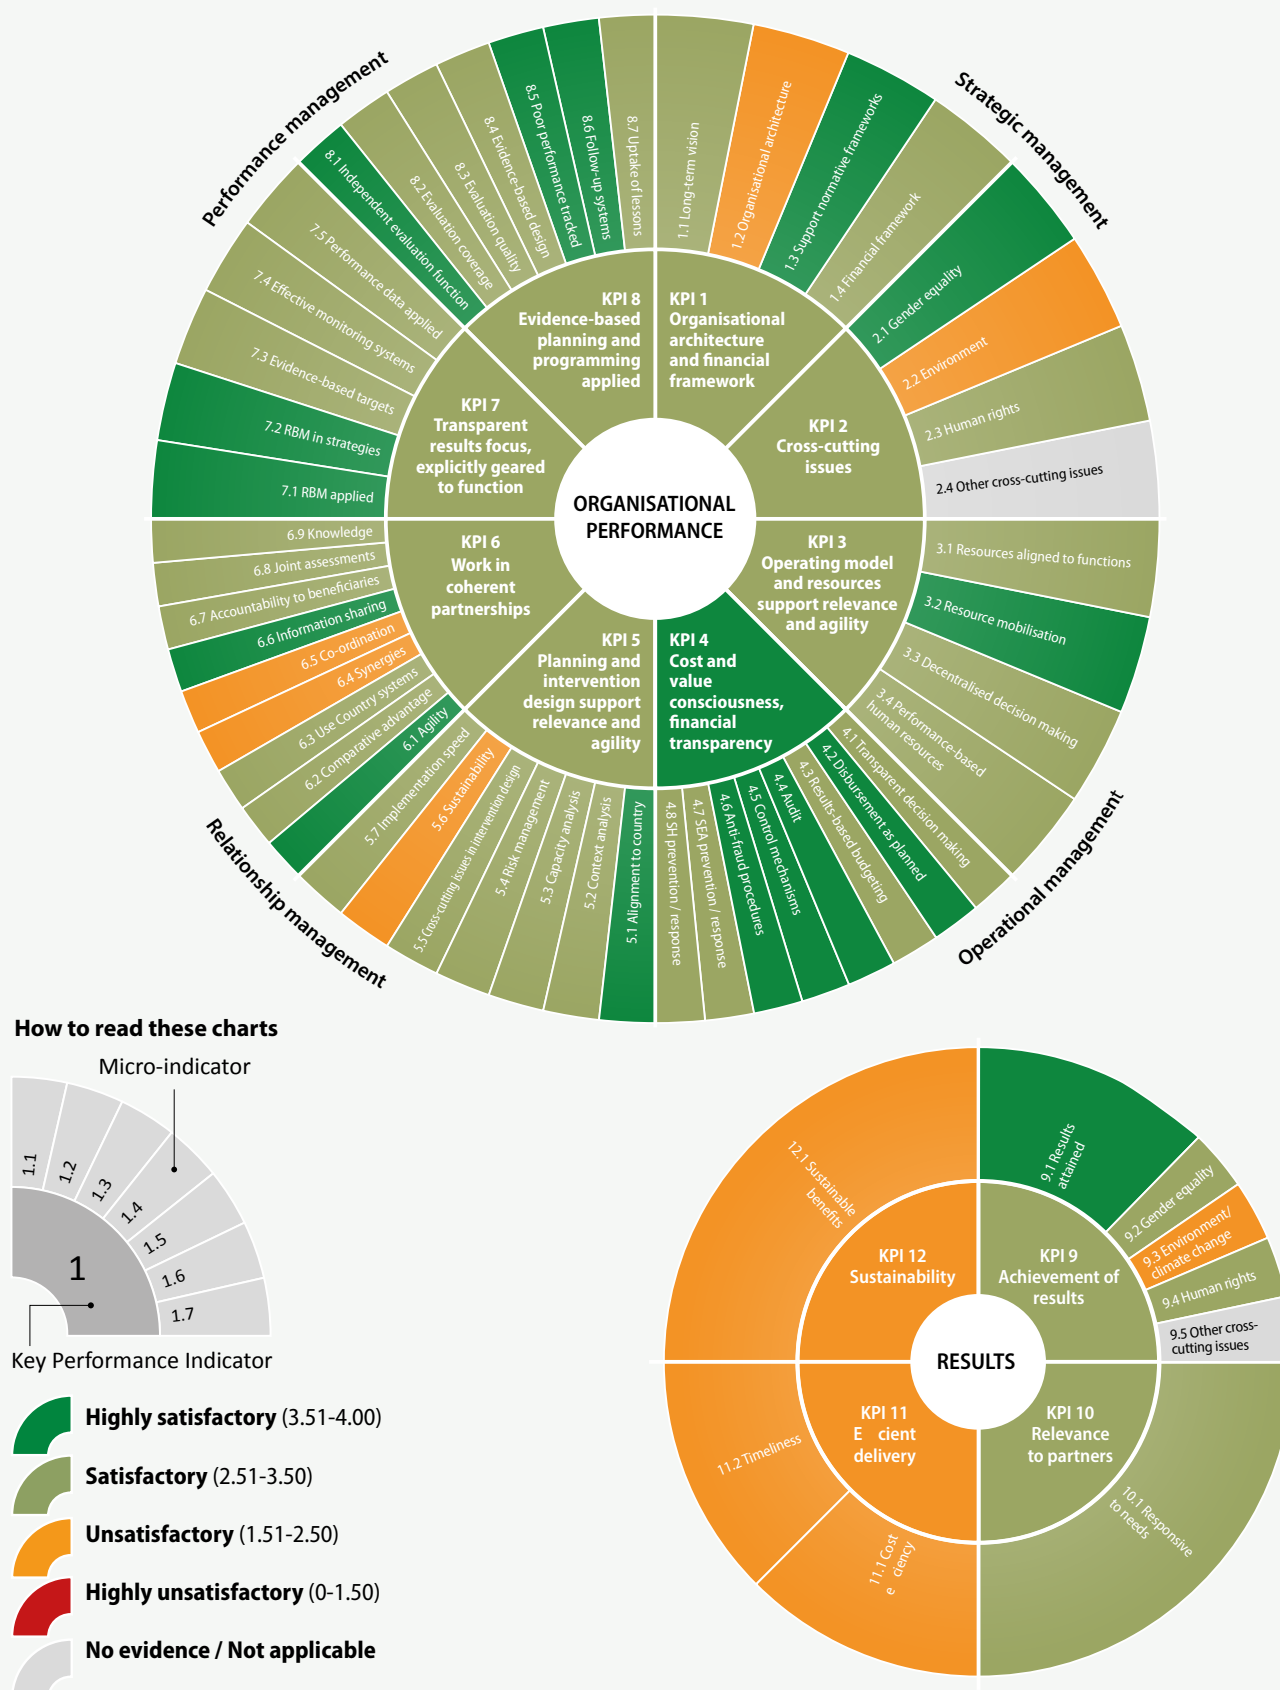 Performance management
Strategic management
Operational management
Relationship management
8.1 Independent evaluation function
8.2 Evaluation coverage
8.3 Evaluation quality
8.4 Evidence-based design
8.5 Poor performance tracked
8.6 Follow-up systems
8.7 Uptake of lessons
1.1 Long-term vision
1.2 Organisational architecture
1.3 Support normative frameworks
1.4 Financial framework
2.1 Gender equality
2.2 Environment
2.3 Human rights
2.4 Other cross-cutting issues
3.1 Resources aligned to functions
3.2 Resource mobilisation
3.3 Decentralised decision making
3.4 Performance-based
human resources
4.1 Transparent decision making
4.2 Disbursement as planned
4.3 Results-based budgeting
4.4 Audit
4.5 Control mechanisms
4.6 Anti-fraud procedures
4.7 SEA prevention / response
4.8 SH prevention / response
5.1 Alignment to country
5.2 Context analysis
5.3 Capacity analysis
5.4 Risk management
5.5 Cross-cutting issues in intervention design
5.6 Sustainability
5.7 Implementation speed
6.1 Agility
6.2 Comparative advantage
6.3 Use Country systems
6.4 Synergies
6.5 Co-ordination
6.6 Information sharing
6.7 Accountability to beneficiaries
6.8 Joint assessments
6.9 Knowledge
7.1 RBM applied
7.2 RBM in strategies
7.3 Evidence-based targets
7.4 Effective monitoring systems
7.5 Performance data applied
KPI 8
Evidence-based
planning and
programming
applied
KPI 1
Organisational
architecture
and financial
framework
KPI 7
Transparent
results focus,
explicitly geared
to function
KPI 2
Cross-cutting
issues
ORGANISATIONAL
PERFORMANCE
KPI 6
Work in
coherent
partnerships
KPI 3
Operating model
and resources
support relevance
and agility
KPI 5
Planning and
intervention
design support
relevance and
agility
KPI 4
Cost and
value
consciousness,
financial
transparency
How to read these charts
Micro-indicator
1.1
1.2
1.3
1.4
1.5
1.6
1.7
1
Key Performance Indicator
Highly satisfactory (3.51-4.00)
Satisfactory (2.51-3.50)
Unsatisfactory (1.51-2.50)
Highly unsatisfactory (0-1.50)
No evidence / Not applicable
12.1 Sustainable
benefits
9.1 Results
attained
9.2 Gender equality
9.3 Environment/
climate change
9.4 Human rights
9.5 Other cross-
cutting issues
KPI 12
Sustainability
KPI 9
Achievement of
results
RESULTS
KPI 11
E cient
delivery
KPI 10
Relevance
to partners
11.2 Timeliness
11.1 Cost
e ciency
10.1 Responsive
to needs